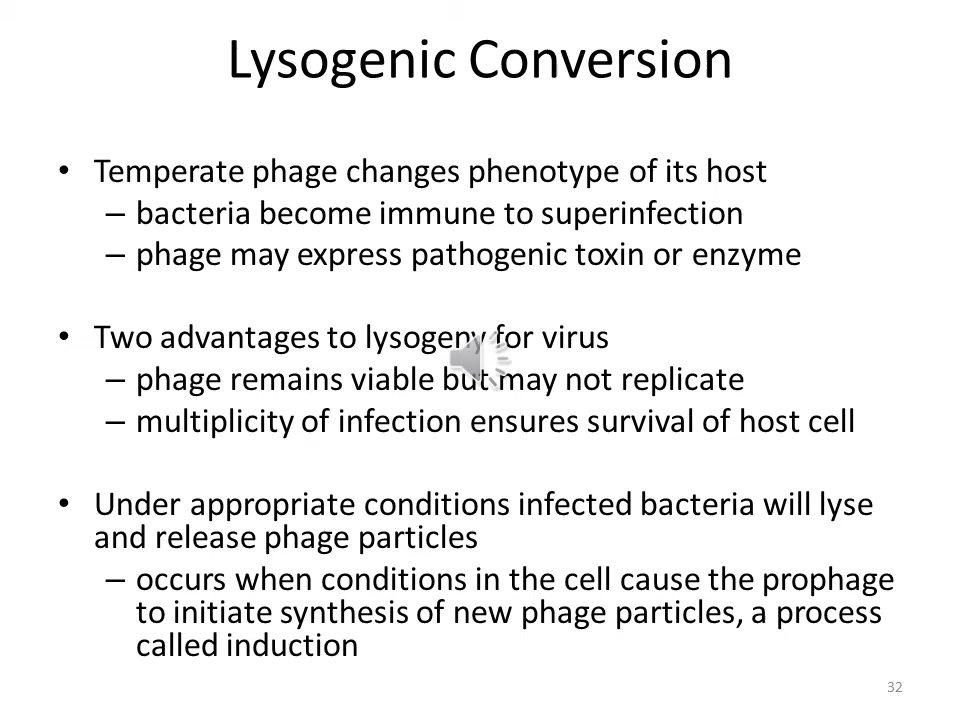 Lysogenic Conversion
• Temperate phage changes phenotype of its host
– bacteria become immune to superinfection
– phage may express pathogenic toxin or enzyme
• Two advantages to lysogeny for virus
– phage remains viable but may not replicate
– multiplicity of infection ensures survival of host cell
• Under appropriate conditions infected bacteria will lyse
and release phage particles
– occurs when conditions in the cell cause the prophage
to initiate synthesis of new phage particles, a process
called induction
32